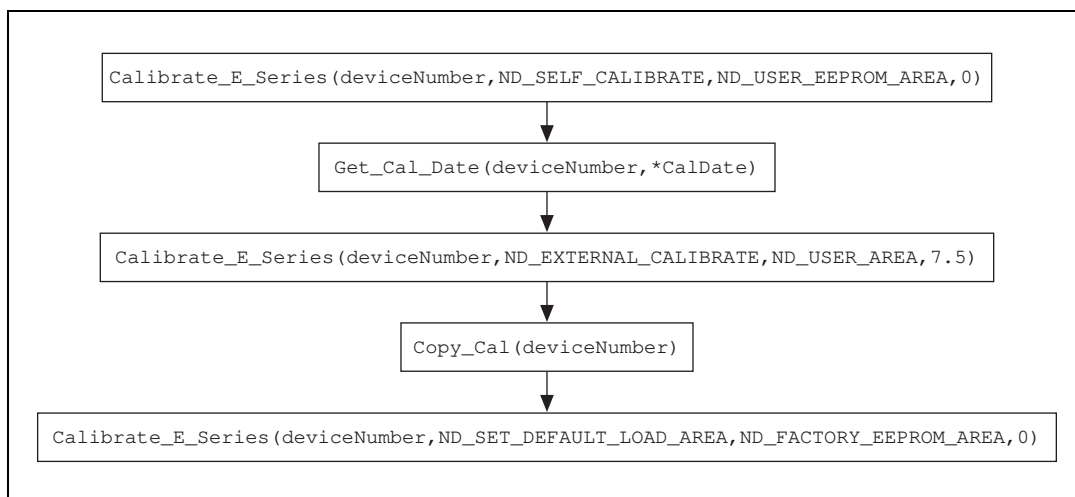 Calibrate_E_Series(deviceNumber,ND_SELF_CALIBRATE,ND_USER_EEPROM_AREA,0)
Get_Cal_Date(deviceNumber,*CalDate)
Calibrate_E_Series(deviceNumber,ND_EXTERNAL_CALIBRATE,ND_USER_AREA,7.5)
Copy_Cal(deviceNumber)
Calibrate_E_Series(deviceNumber,ND_SET_DEFAULT_LOAD_AREA,ND_FACTORY_EEPROM_AREA,0)